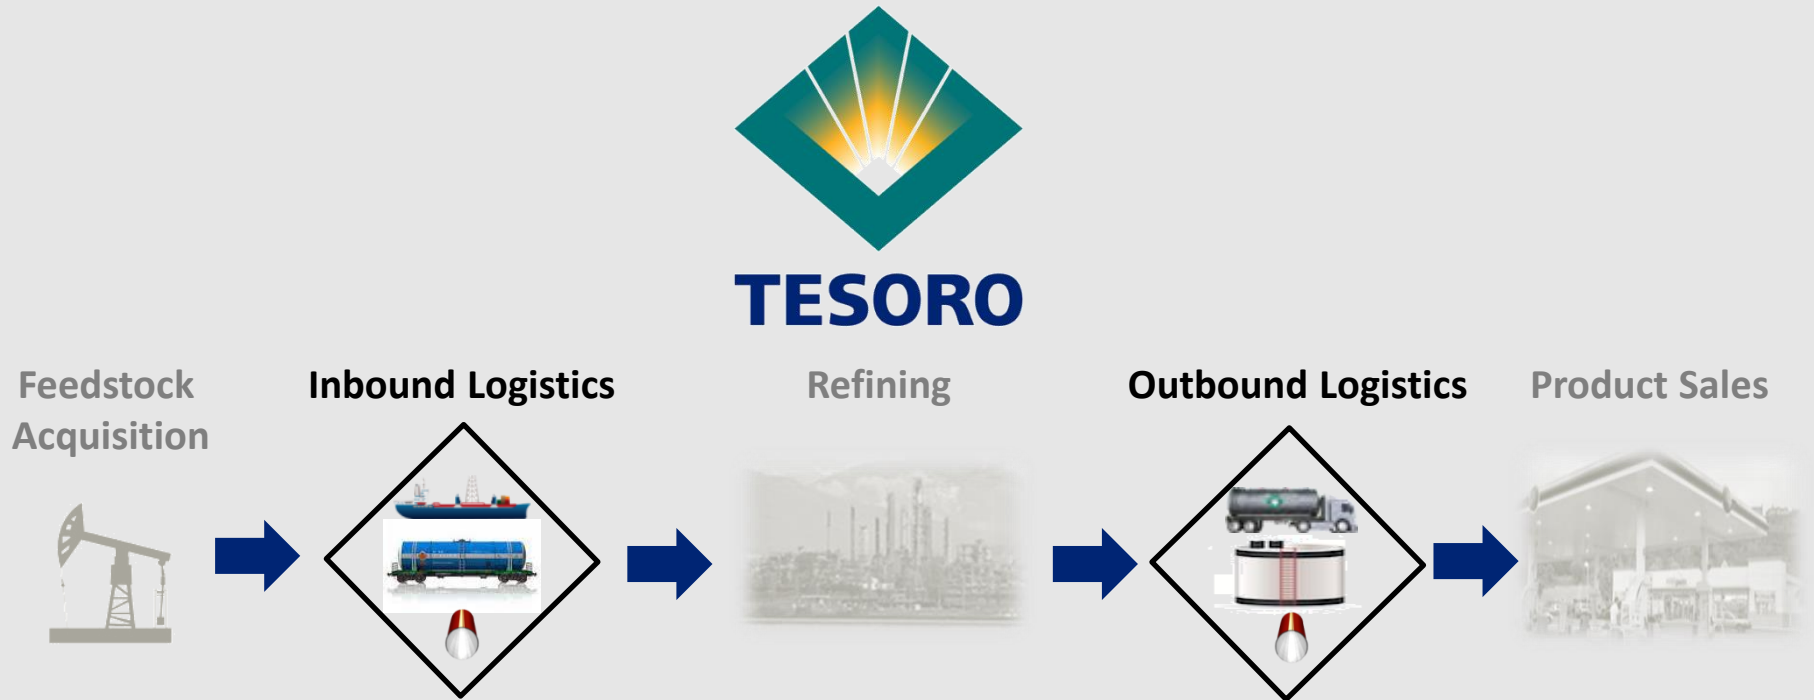 TESORO
Feedstock
Acquisition
Inbound Logistics
Refining
Outbound Logistics
Product Sales